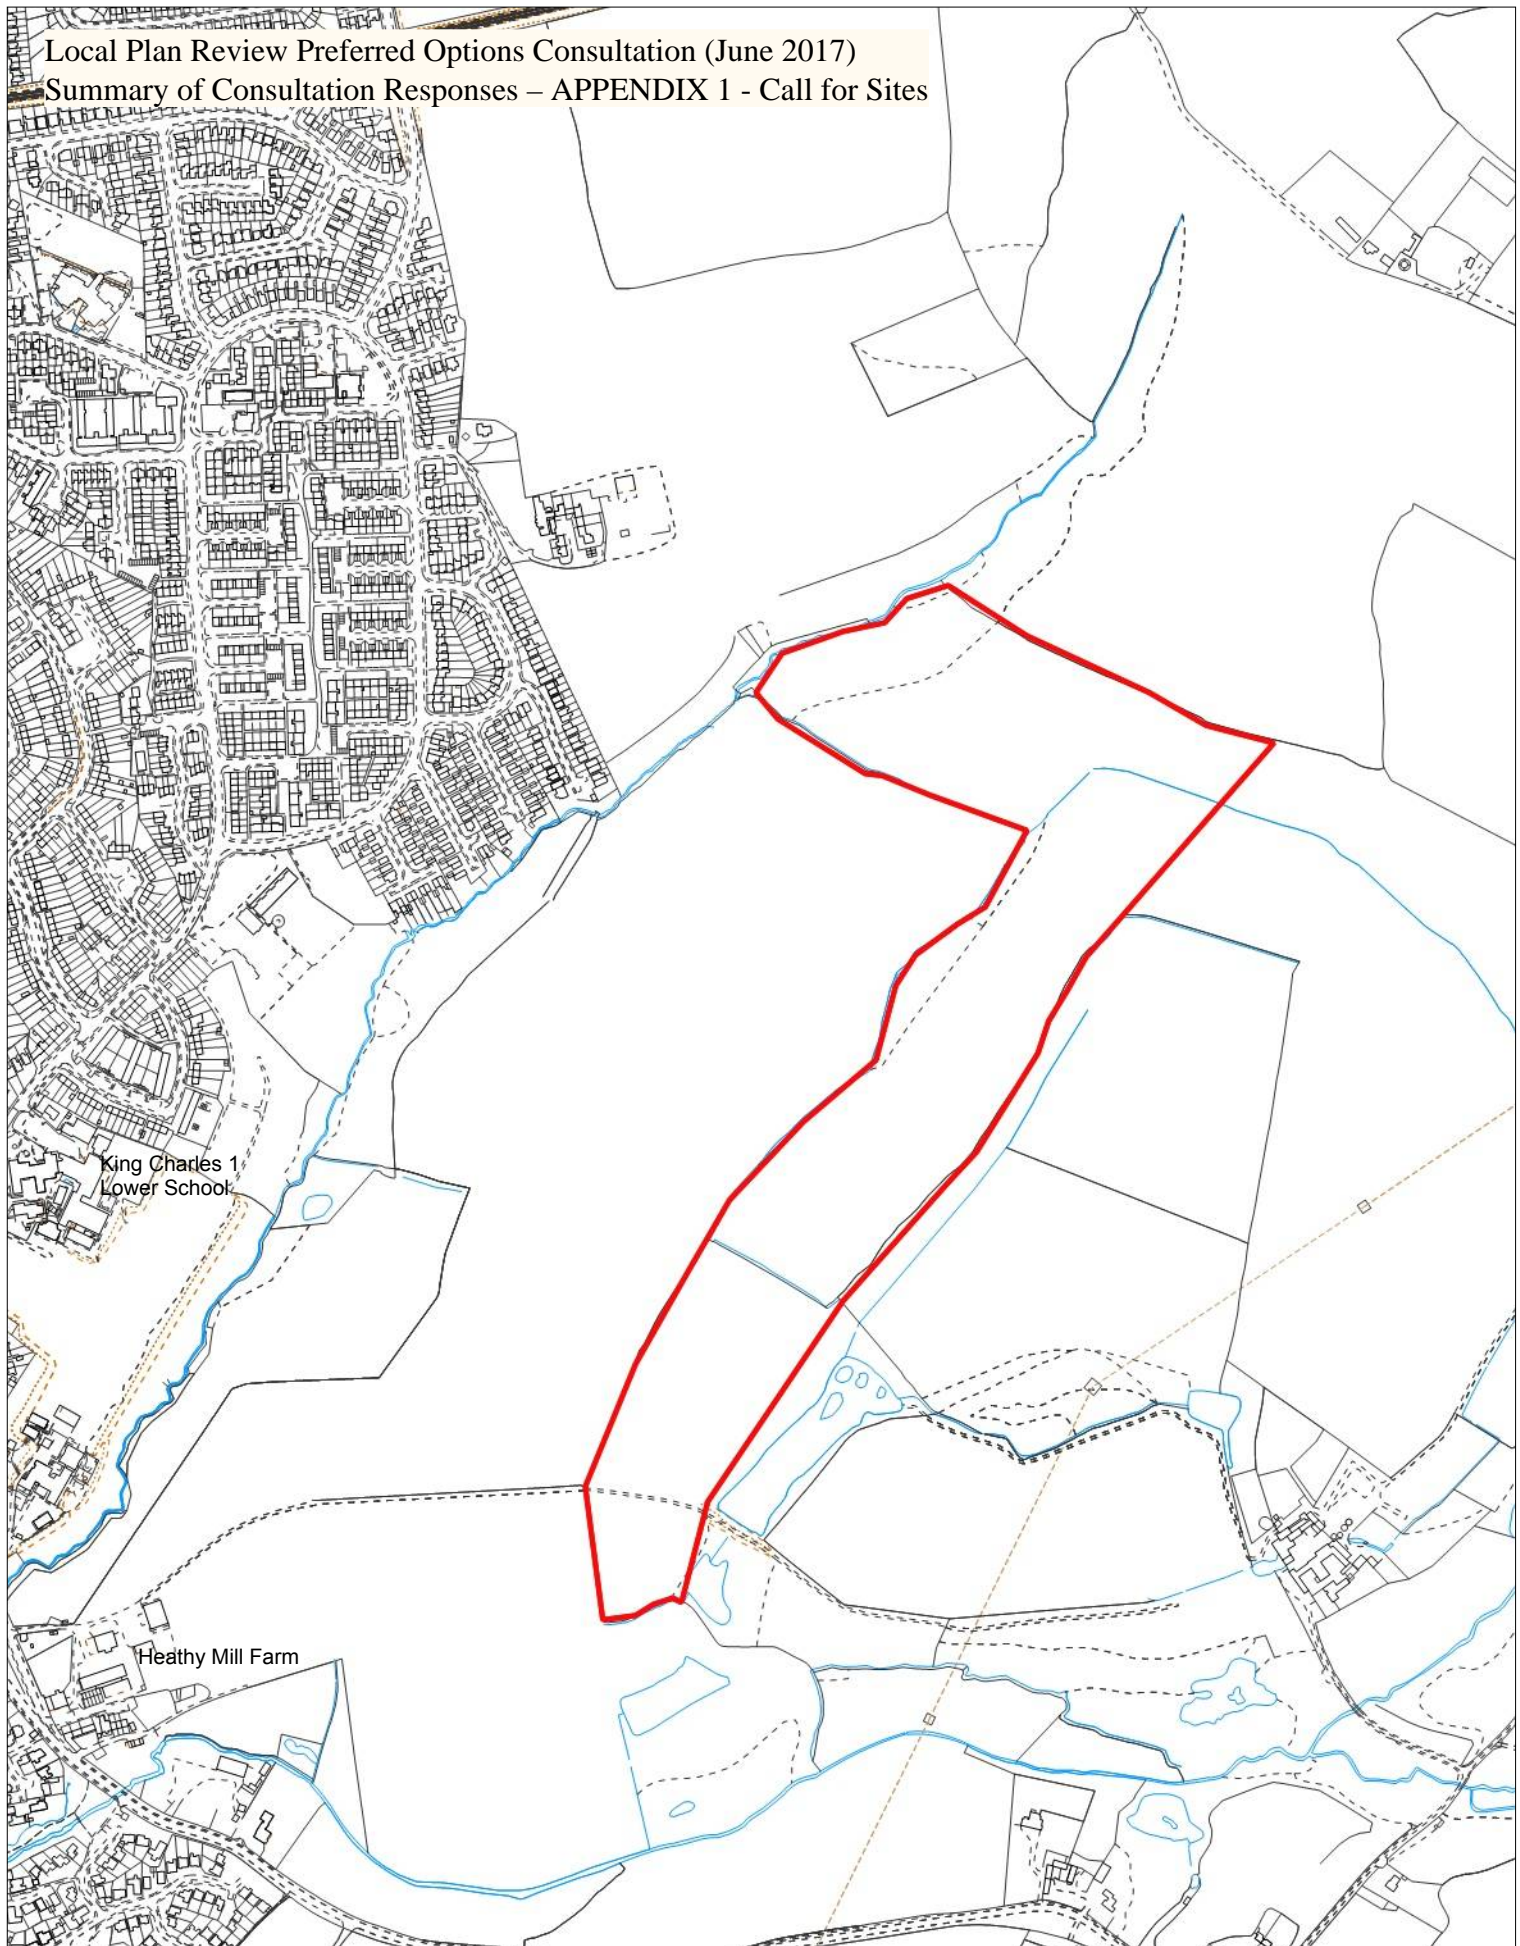 Local Plan Review Preferred Options Consultation (June 2017)
Summary of Consultation Responses – APPENDIX 1 - Call for Sites
King Charles 1
Lower School
Heathy Mill Farm